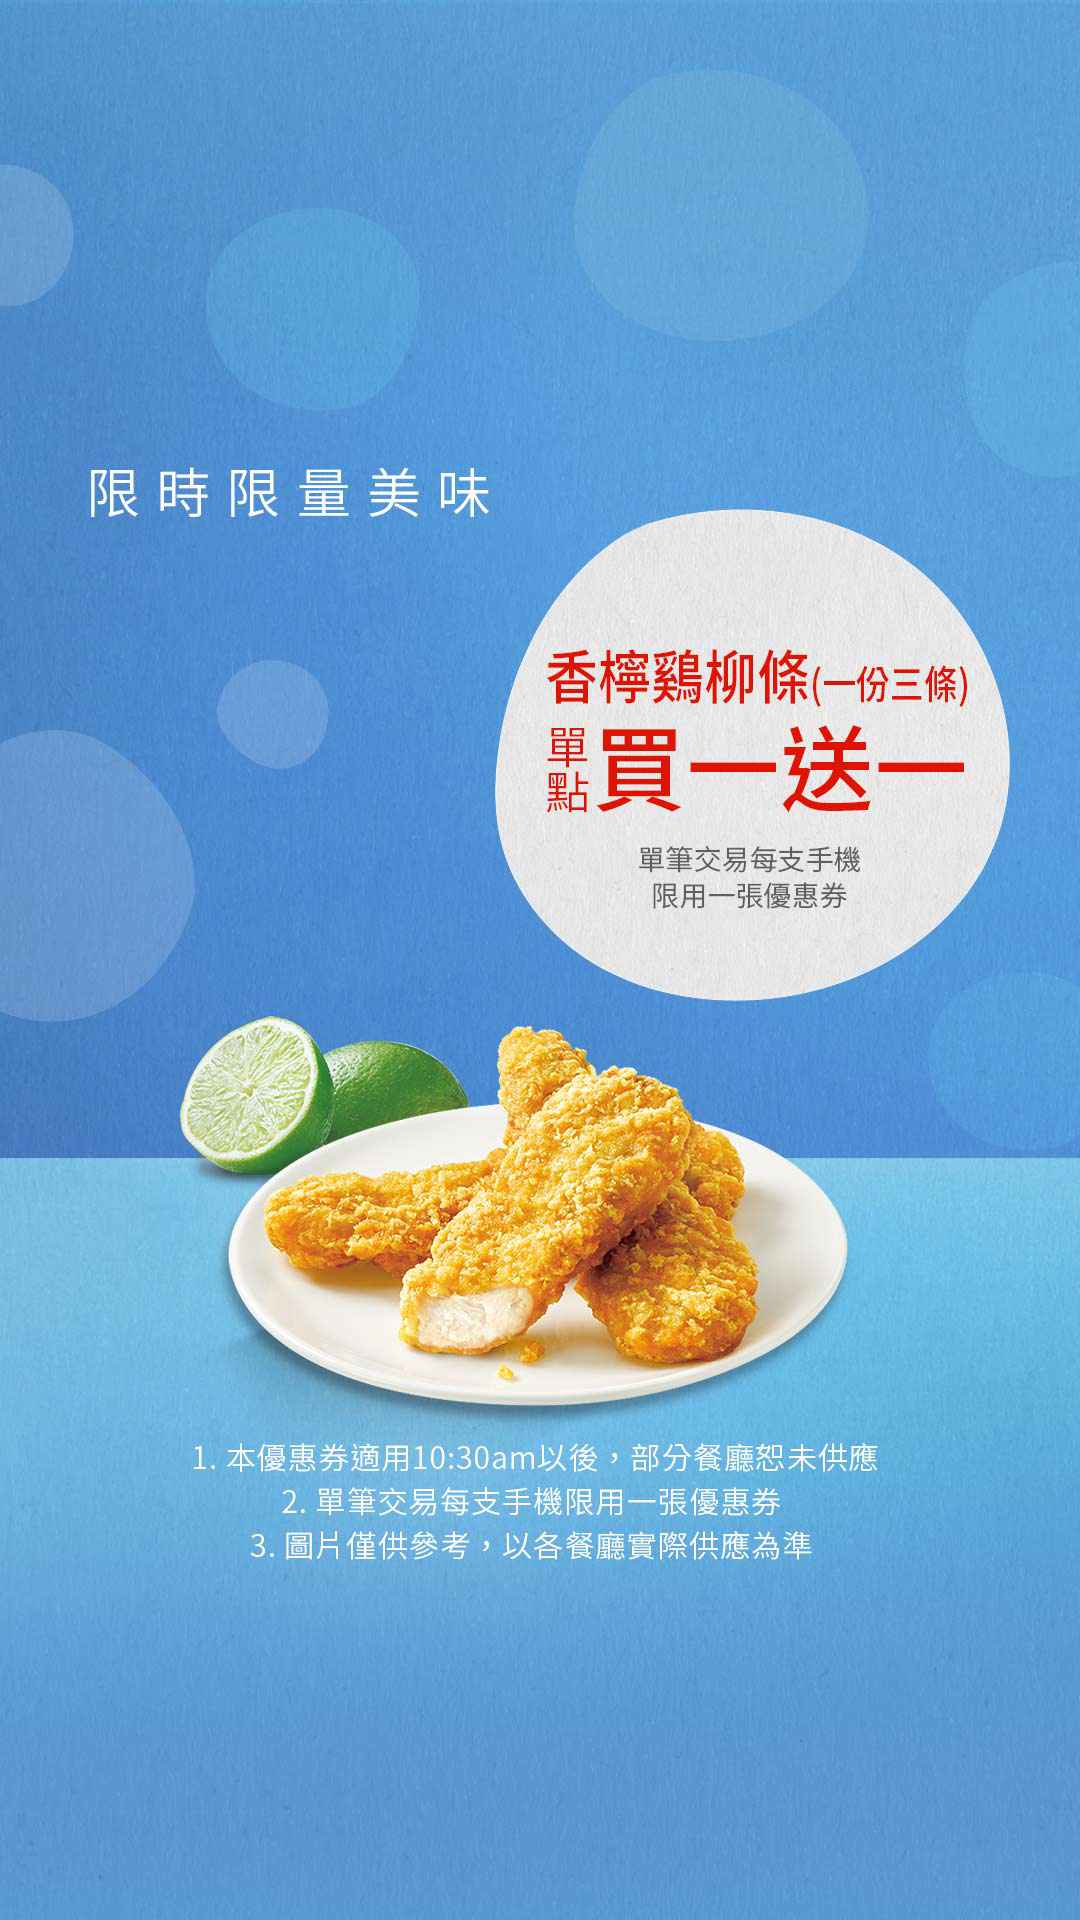 限時限量美味
香檸鷄柳條(一份三條)
單點買一送一
單筆交易每支手機
限用一張優惠券
1. 本優惠券適用10:30am以後，部分餐廳恕未供應
2. 單筆交易每支手機限用一張優惠券
3. 圖片僅供參考，以各餐廳實際供應為準